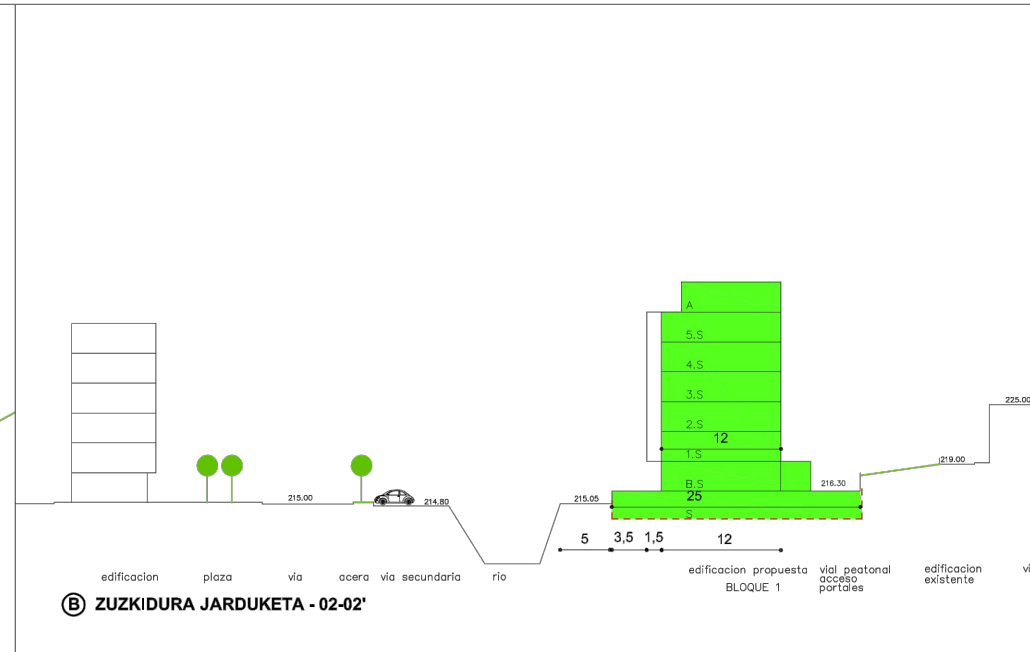 A
5.S
4.S
3.S
2.S
12
1.S
B.S
25
S
225.00
219.00
216.30
215.00
214.80
215.05
5
3,5
1,5
12
edificacion
plaza
via
acera
via secundaria
rio
edificacion propuesta
BLOQUE 1
vial peatonal
acceso
portales
edificacion
existente
B ZUZKIDURA JARDUKETA - 02-02'